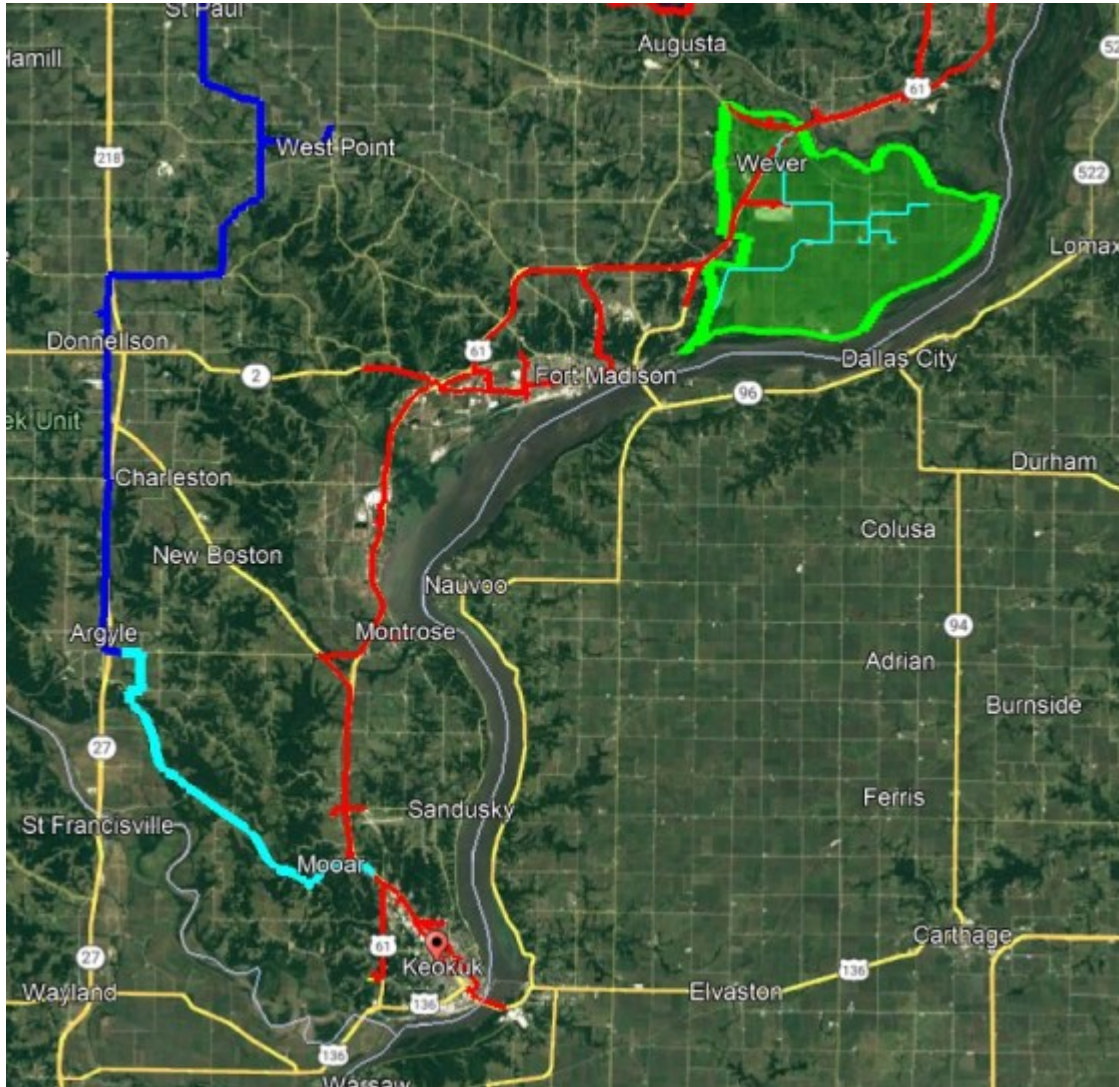 St Paul
Hamill
Augusta
52
61
218
West Point
Wever
522
Lomax
Donnellson
61
2
Fort Madison
Dallas City
96
ek Unit
Charleston
Durham
Colusa
New Boston
Nauvoo
Argyle
Montrose
94
Adrian
Burnside
27
Sandusky
Ferris
St Francisville
Mooar
61
Keokuk
Carthage
27
136
Wayland
136
Elvaston
136
Warsaw